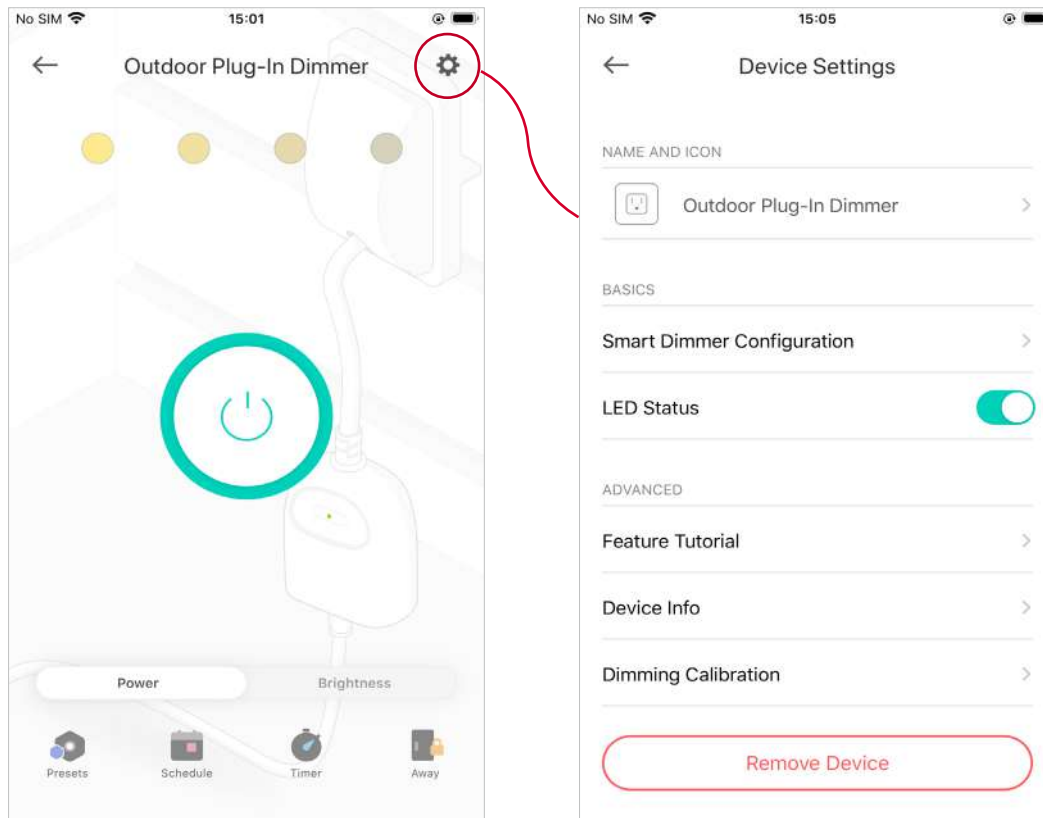 No SIM 15:01
Outdoor Plug-In Dimmer
Power Brightness
Presets Schedule Timer Away
No SIM 15:05
Device Settings
NAME AND ICON
Outdoor Plug-In Dimmer
BASICS
Smart Dimmer Configuration
LED Status
ADVANCED
Feature Tutorial
Device Info
Dimming Calibration
Remove Device